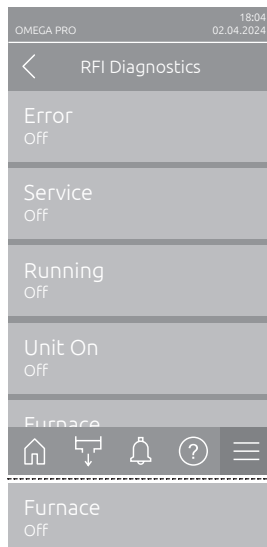 18:04
OMEGA PRO 02.04.2024
RFI Diagnostics
Error
Off
Service
Off
Running
Off
Unit On
Off
Furnace
?
Furnace
Off